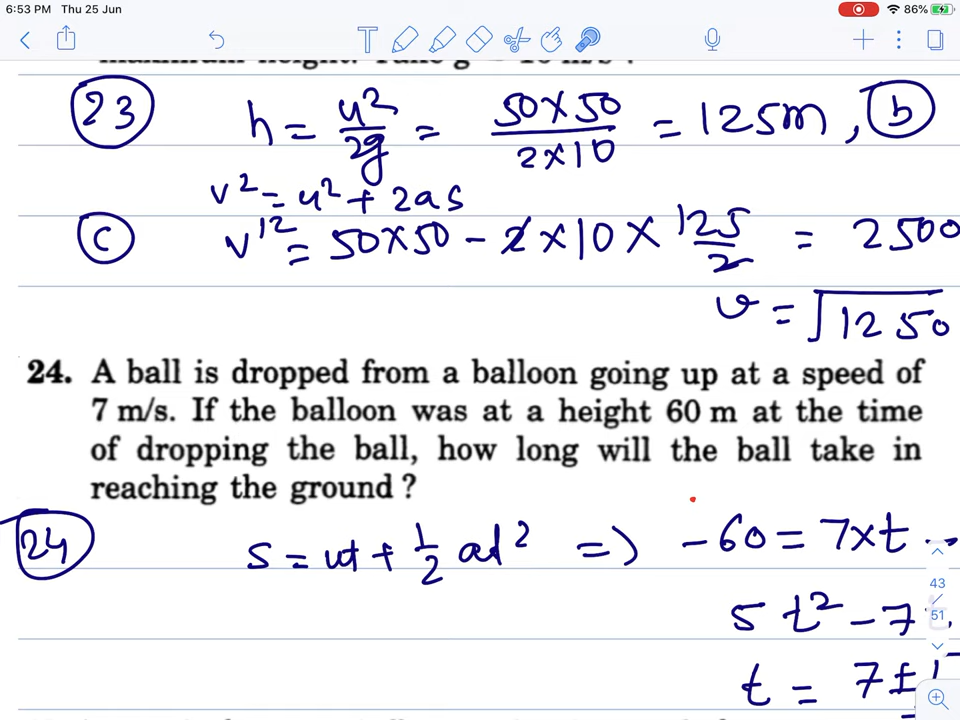 6:53 PM Thu 25 Jun 86%
23 h = u²/2g = 50×50/2×10 = 125m, b
v² = u² + 2as
c v'² = 50×50 - 2×10×125/2 = 2500
v = √1250
24. A ball is dropped from a balloon going up at a speed of
7 m/s. If the balloon was at a height 60 m at the time
of dropping the ball, how long will the ball take in
reaching the ground ?
24 s = ut + 1/2 at² => -60 = 7×t
43
51
5t² - 7
t = 7 ±